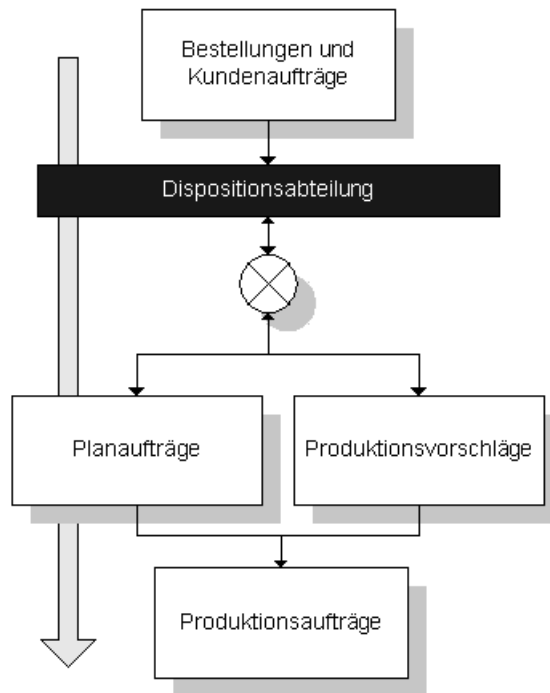 Bestellungen und
Kundenaufträge
Dispositionsabteilung
Planaufträge
Produktionsvorschläge
Produktionsaufträge